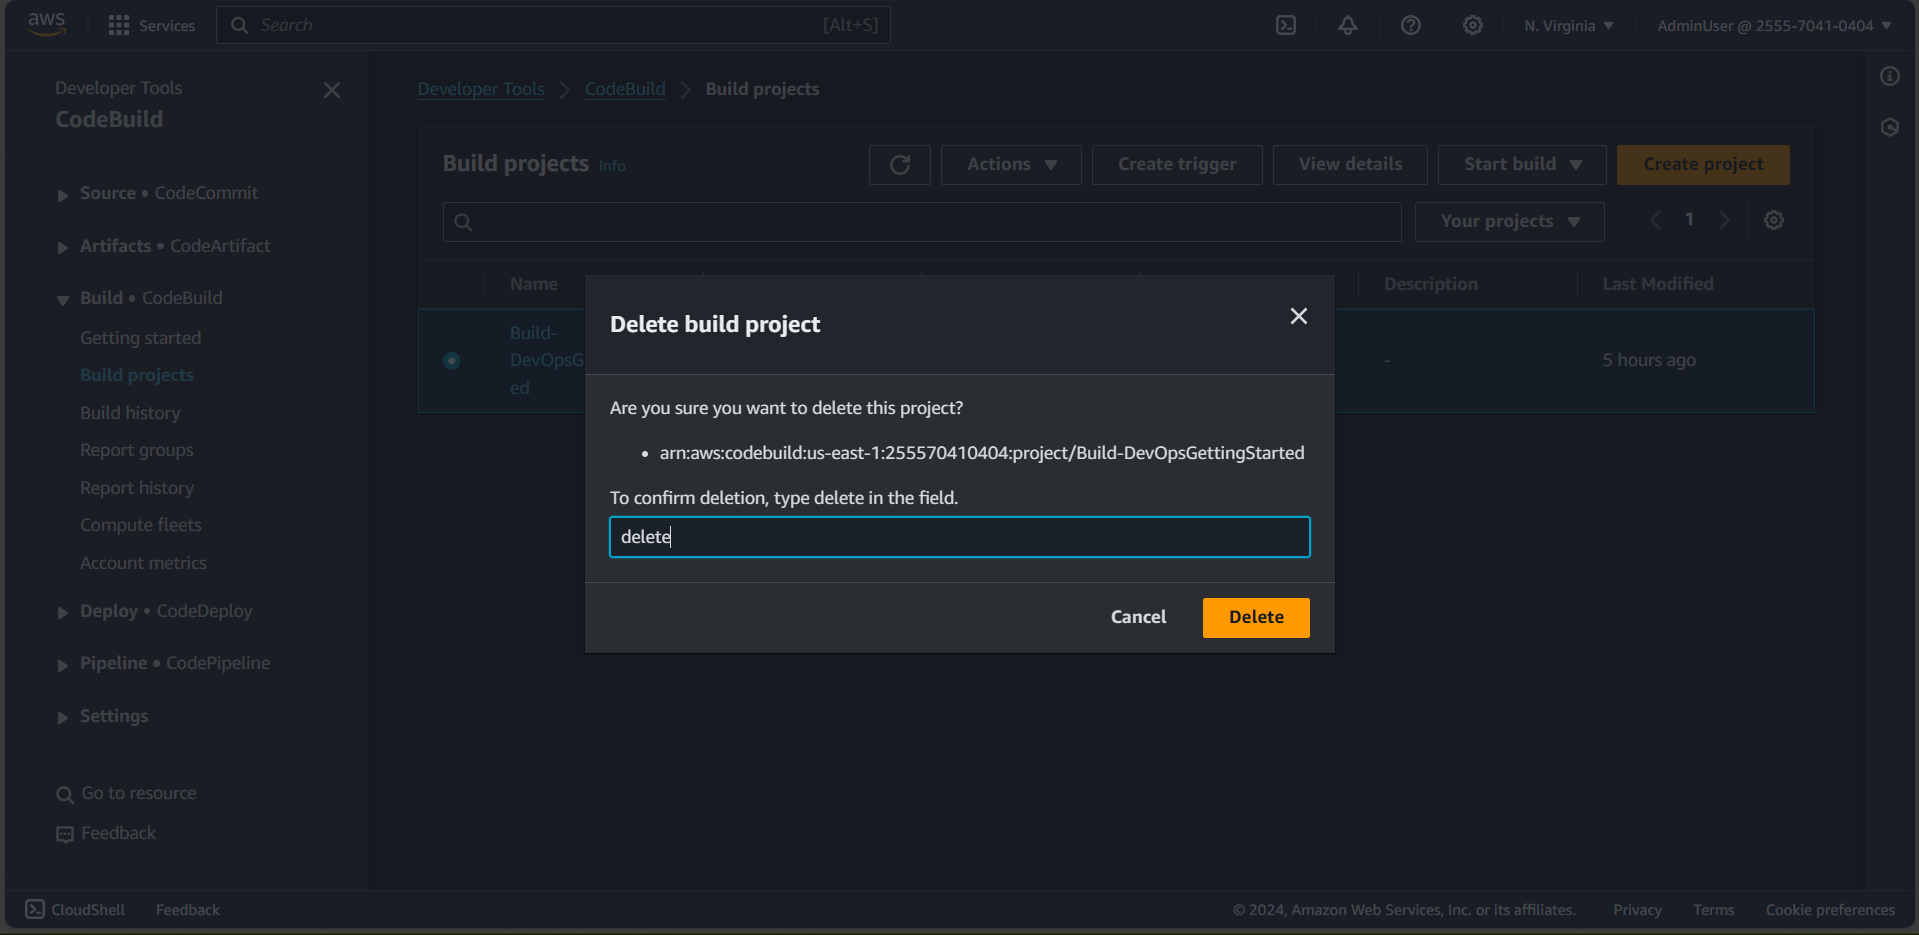 aws
Services
Search
[Alt+S]
N. Virginia
AdminUser @ 2555-7041-0404
Developer Tools
CodeBuild
Source • CodeCommit
Artifacts • CodeArtifact
Build • CodeBuild
Getting started
Build projects
Build history
Report groups
Report history
Compute fleets
Account metrics
Deploy • CodeDeploy
Pipeline • CodePipeline
Settings
Go to resource
Feedback
Developer Tools
CodeBuild
Build projects
Build projects Info
Actions
Create trigger
View details
Start build
Create project
Your projects
1
Name
Description
Last Modified
Build-
DevOpsG
ed
-
5 hours ago
Delete build project
Are you sure you want to delete this project?
• arn:aws:codebuild:us-east-1:255570410404:project/Build-DevOpsGettingStarted
To confirm deletion, type delete in the field.
delete
Cancel
Delete
CloudShell
Feedback
© 2024, Amazon Web Services, Inc. or its affiliates.
Privacy
Terms
Cookie preferences